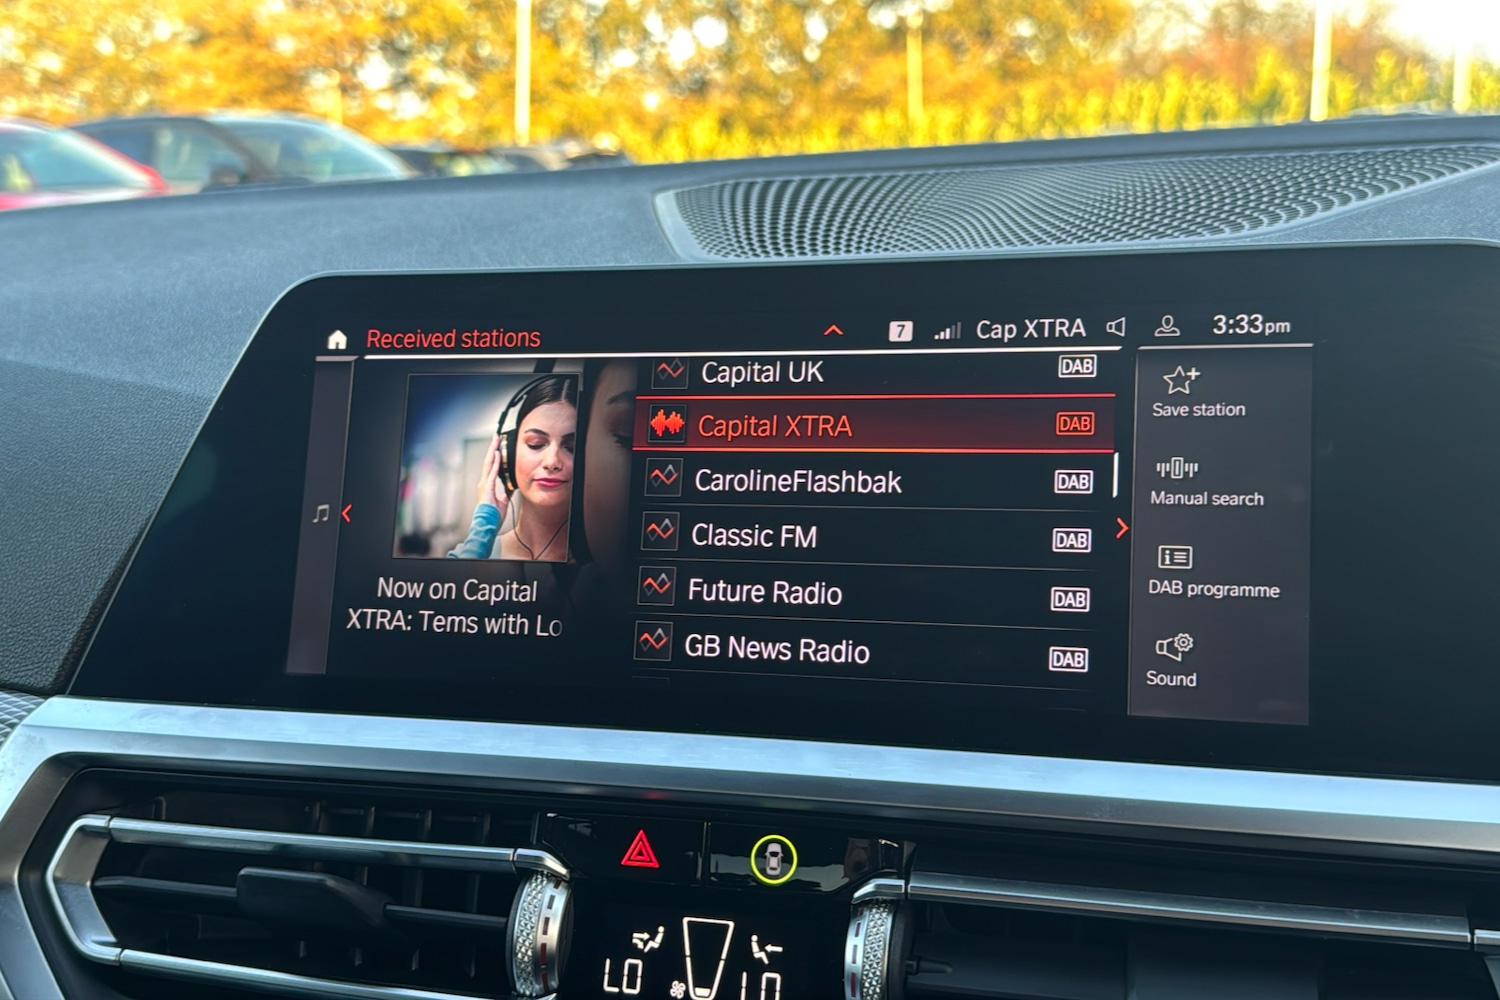 Received stations
7
Cap XTRA
3:33pm
Capital UK
DAB
Capital XTRA
DAB
CarolineFlashbak
DAB
Classic FM
DAB
Future Radio
DAB
GB News Radio
DAB
Now on Capital
XTRA: Tems with Lo
Save station
Manual search
DAB programme
Sound
LO
LO